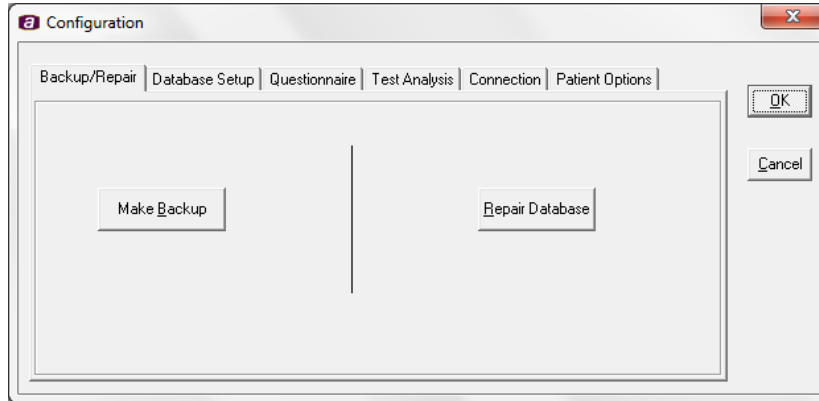 a Configuration
X
Backup/Repair Database Setup Questionnaire Test Analysis Connection Patient Options
OK
Cancel
Make Backup Repair Database